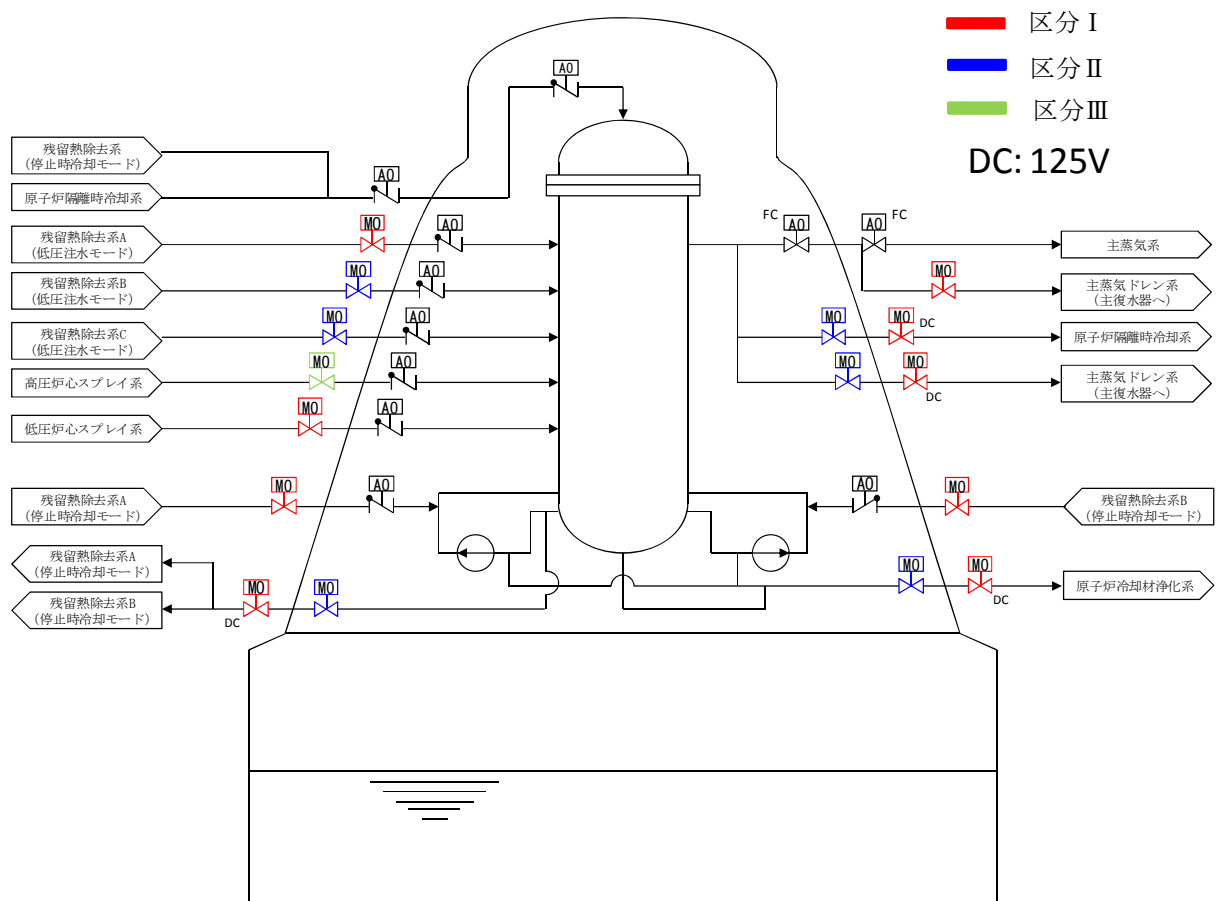 区分Ⅰ
区分Ⅱ
区分Ⅲ
DC: 125V
AO
残留熱除去系
(停止時冷却モード)
AO
原子炉隔離時冷却系
MO
AO
残留熱除去系A
(低圧注水モード)
MO
AO
残留熱除去系B
(低圧注水モード)
MO
AO
残留熱除去系C
(低圧注水モード)
MO
AO
高圧炉心スプレイ系
MO
AO
低圧炉心スプレイ系
MO
AO
残留熱除去系A
(停止時冷却モード)
残留熱除去系A
(停止時冷却モード)
MO
MO
残留熱除去系B
(停止時冷却モード)
DC
FC
AO
AO
FC
主蒸気系
MO
主蒸気ドレン系
(主復水器へ)
MO
MO
DC
原子炉隔離時冷却系
MO
MO
DC
主蒸気ドレン系
(主復水器へ)
AO
MO
残留熱除去系B
(停止時冷却モード)
MO
MO
DC
原子炉冷却材浄化系